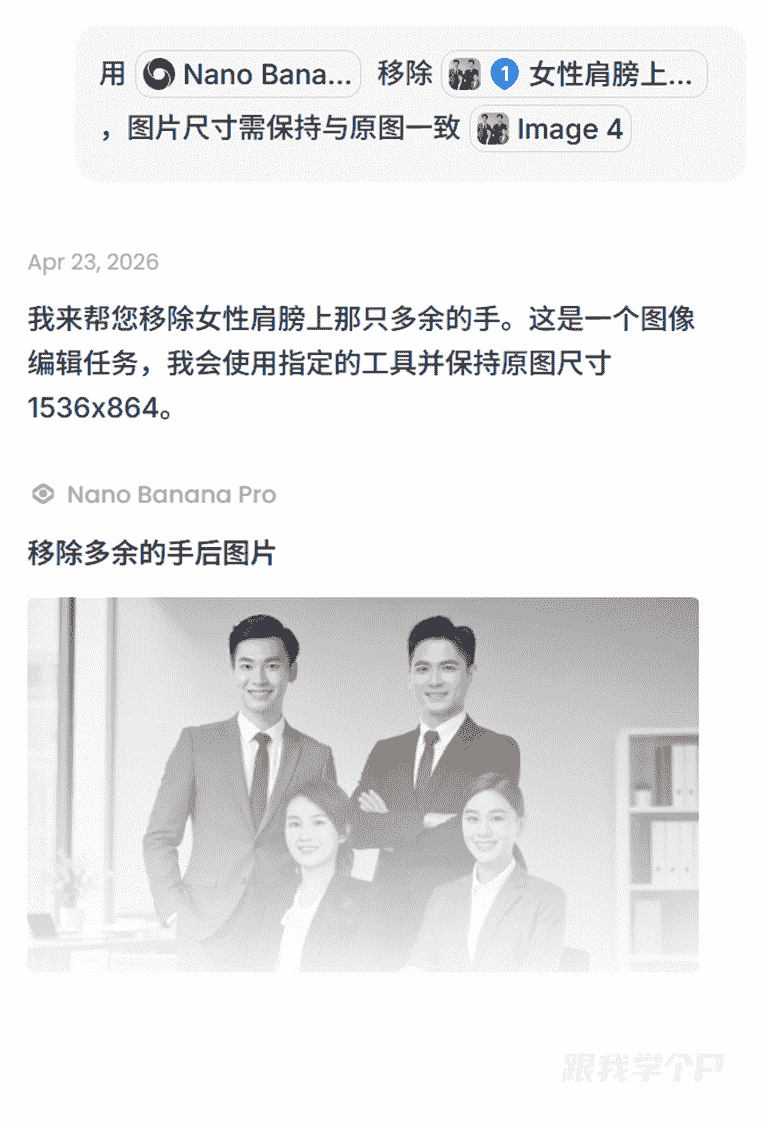 用 Nano Bana... 移除 1 女性肩膀上...
，图片尺寸需保持与原图一致 Image 4
Apr 23, 2026
我来帮您移除女性肩膀上那只多余的手。这是一个图像
编辑任务，我会使用指定的工具并保持原图尺寸
1536x864。
Nano Banana Pro
移除多余的手后图片
跟我学个P